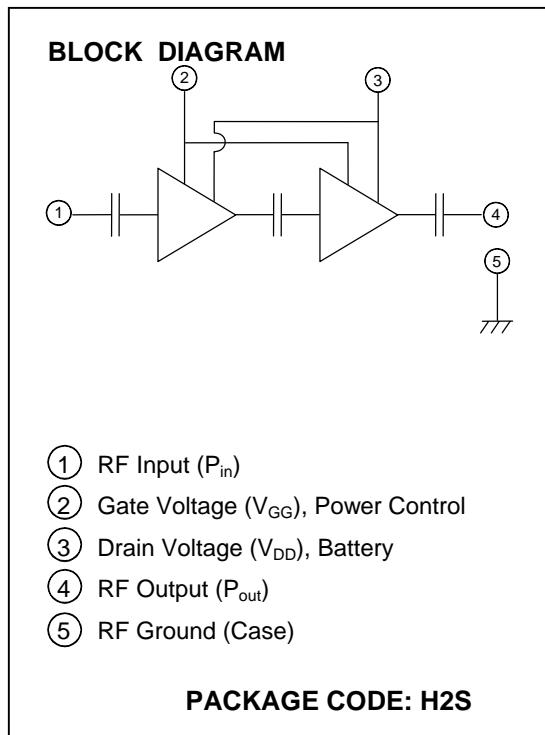 BLOCK DIAGRAM
2 3
1 4
5
1 RF Input (Pin)
2 Gate Voltage (VGG), Power Control
3 Drain Voltage (VDD), Battery
4 RF Output (Pout)
5 RF Ground (Case)
PACKAGE CODE: H2S